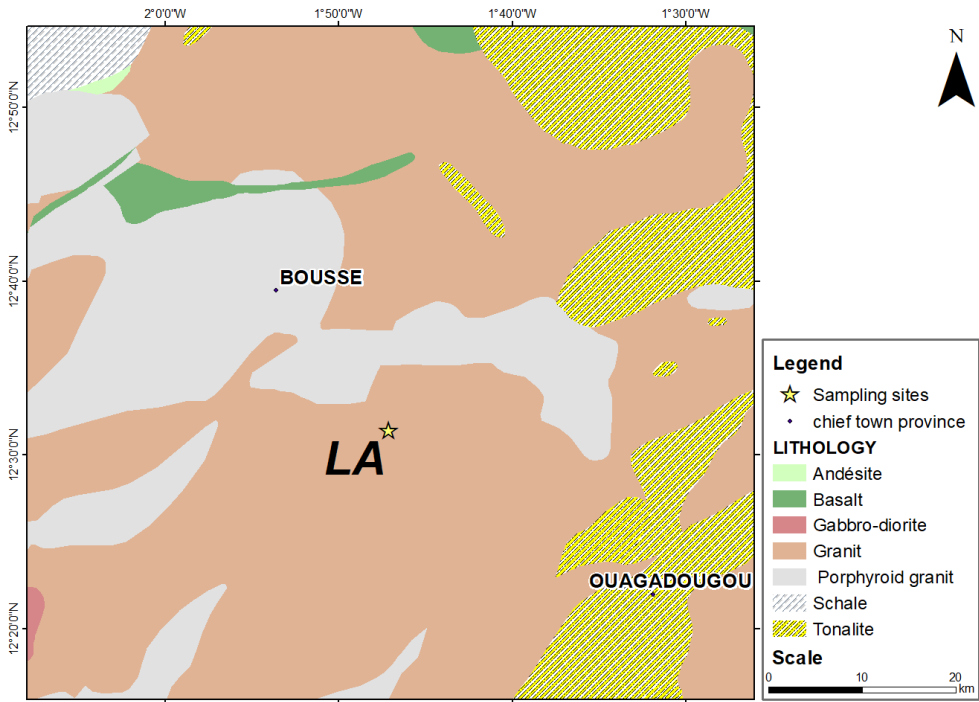 2°0'0"W
1°50'0"W
1°40'0"W
1°30'0"W
N
12°50'0"N
12°40'0"N
12°30'0"N
12°20'0"N
BOUSSE
LA
OUAGADOUGOU
Legend
Sampling sites
chief town province
LITHOLOGY
Andésite
Basalt
Gabbro-diorite
Granit
Porphyroid granit
Schale
Tonalite
Scale
0 10 20
km